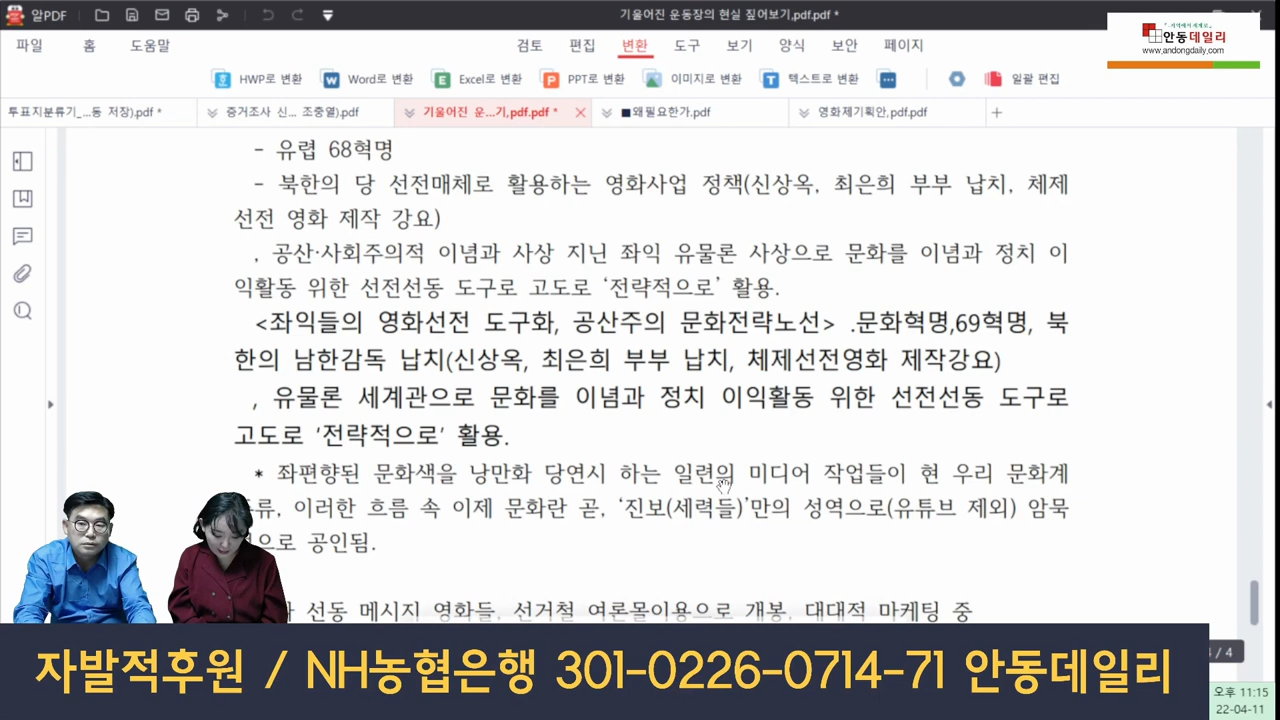 알PDF
기울어진 운동장의 현실 짚어보기,pdf.pdf *
안동데일리
www.andongdaily.com
파일 홈 도움말 검토 편집 변환 도구 보기 양식 보안 페이지
HWP로 변환 Word로 변환 Excel로 변환 PPT로 변환 이미지로 변환 텍스트로 변환 일괄 편집
투표지분류기_...동 저장).pdf * 증거조사 신... 조중열).pdf 기울어진 운...기,pdf.pdf * ■왜필요한가.pdf 영화제기획안,pdf.pdf
- 유렵 68혁명
- 북한의 당 선전매체로 활용하는 영화사업 정책(신상옥, 최은희 부부 납치, 체제
선전 영화 제작 강요)
, 공산·사회주의적 이념과 사상 지닌 좌익 유물론 사상으로 문화를 이념과 정치 이
익활동 위한 선전선동 도구로 고도로 ‘전략적으로’ 활용.
<좌익들의 영화선전 도구화, 공산주의 문화전략노선> .문화혁명,69혁명, 북
한의 남한감독 납치(신상옥, 최은희 부부 납치, 체제선전영화 제작강요)
, 유물론 세계관으로 문화를 이념과 정치 이익활동 위한 선전선동 도구로
고도로 ‘전략적으로‘ 활용.
* 좌편향된 문화색을 낭만화 당연시 하는 일련의 미디어 작업들이 현 우리 문화계
류, 이러한 흐름 속 이제 문화란 곧, ‘진보(세력들)’만의 성역으로(유튜브 제외) 암묵
으로 공인됨.
선동 메시지 영화들, 선거철 여론몰이용으로 개봉, 대대적 마케팅 중
/ 4
자발적후원 / NH농협은행 301-0226-0714-71 안동데일리
오후 11:15
22-04-11